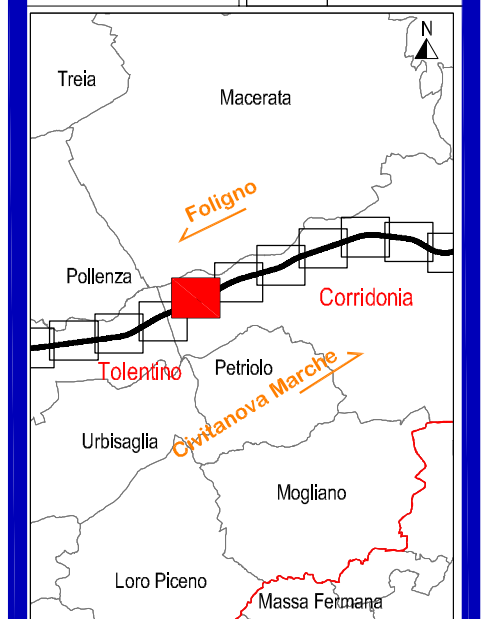 N
Treia
Macerata
Foligno
Pollenza
Corridonia
Tolentino
Petriolo
Civitanova Marche
Urbisaglia
Mogliano
Loro Piceno
Massa Fermana